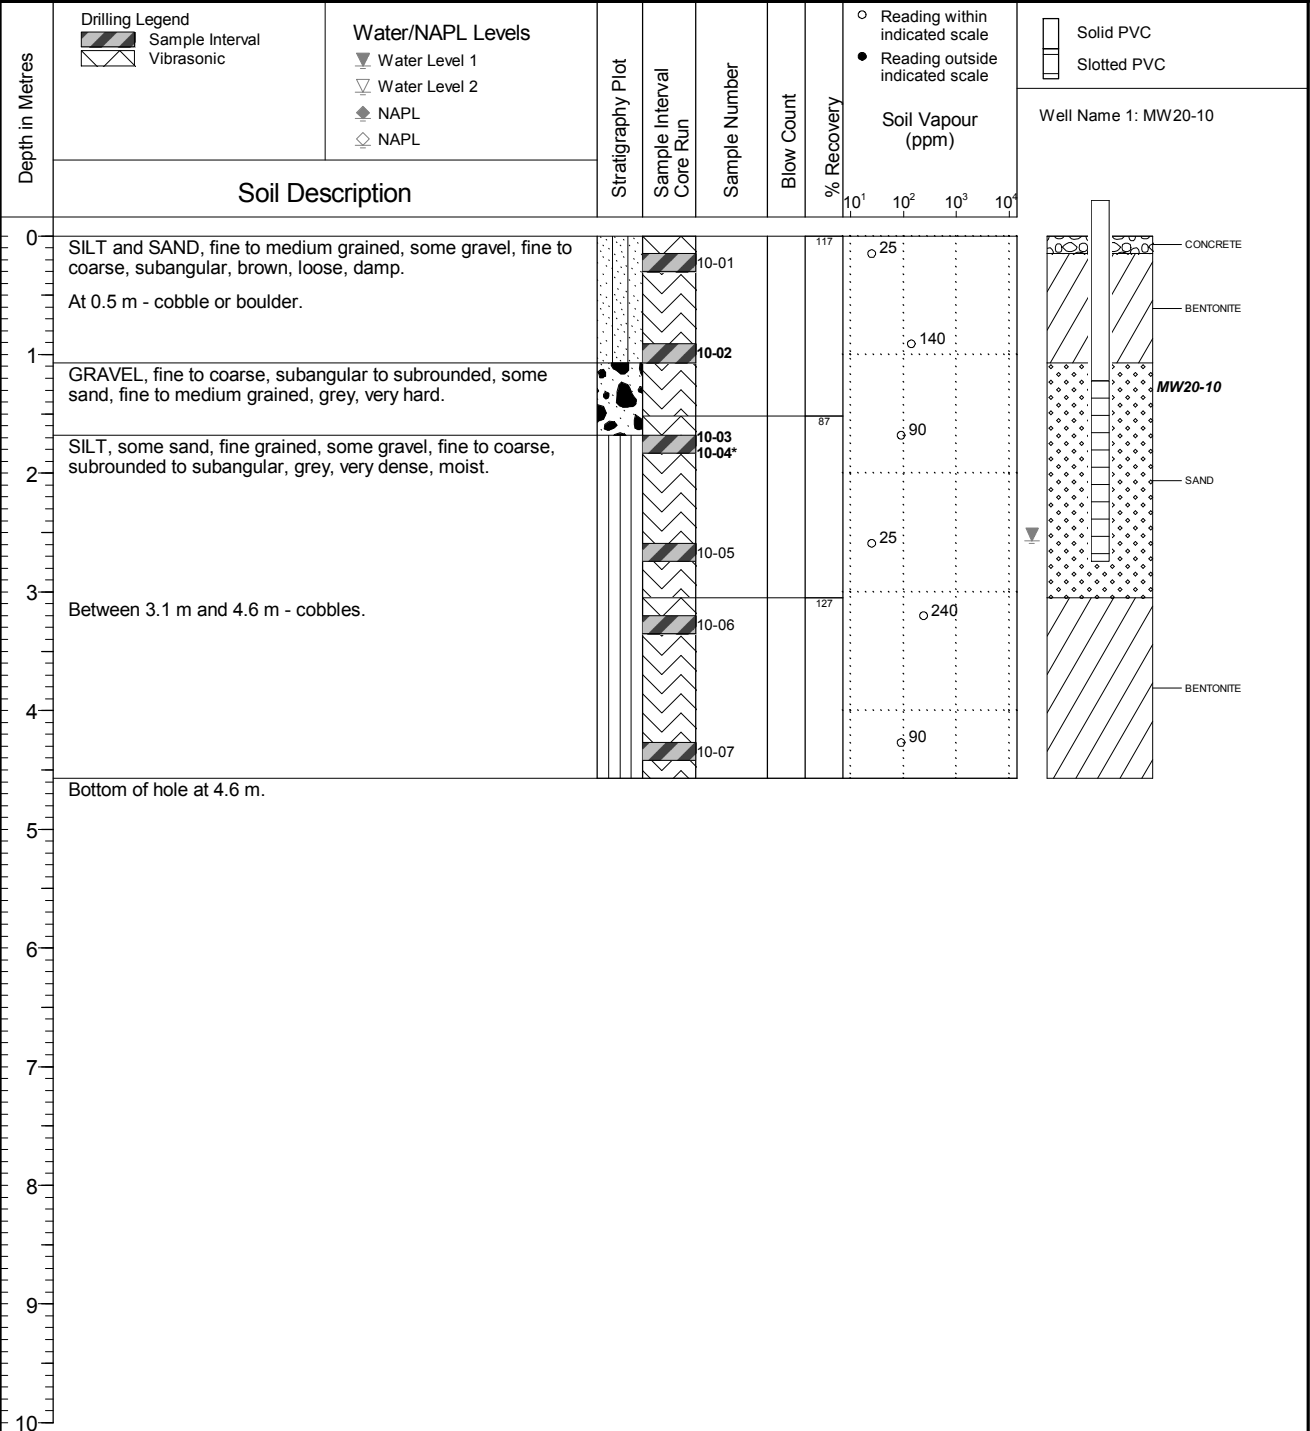 Depth in Metres
Drilling Legend
Sample Interval
Vibrasonic
Water/NAPL Levels
Water Level 1
Water Level 2
NAPL
NAPL
Soil Description
Stratigraphy Plot
Sample Interval
Core Run
Sample Number
Blow Count
% Recovery
Reading within
indicated scale
Reading outside
indicated scale
Soil Vapour
(ppm)
10¹ 10² 10³ 10⁴
Solid PVC
Slotted PVC
Well Name 1: MW20-10
0
SILT and SAND, fine to medium grained, some gravel, fine to
coarse, subangular, brown, loose, damp.
At 0.5 m - cobble or boulder.
10-01
117
25
CONCRETE
BENTONITE
140
1
10-02
GRAVEL, fine to coarse, subangular to subrounded, some
sand, fine to medium grained, grey, very hard.
MW20-10
87
90
10-03
10-04*
SILT, some sand, fine grained, some gravel, fine to coarse,
subrounded to subangular, grey, very dense, moist.
2
SAND
25
10-05
3
Between 3.1 m and 4.6 m - cobbles.
127
240
10-06
BENTONITE
4
90
10-07
Bottom of hole at 4.6 m.
5
6
7
8
9
10